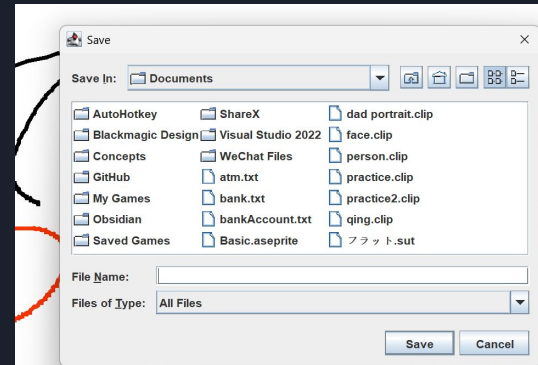 Save
Save In: Documents
AutoHotkey
Blackmagic Design
Concepts
GitHub
My Games
Obsidian
Saved Games
ShareX
Visual Studio 2022
WeChat Files
atm.txt
bank.txt
bankAccount.txt
Basic.aseprite
dad portrait.clip
face.clip
person.clip
practice.clip
practice2.clip
qing.clip
フラット.sut
File Name:
Files of Type: All Files
Save Cancel